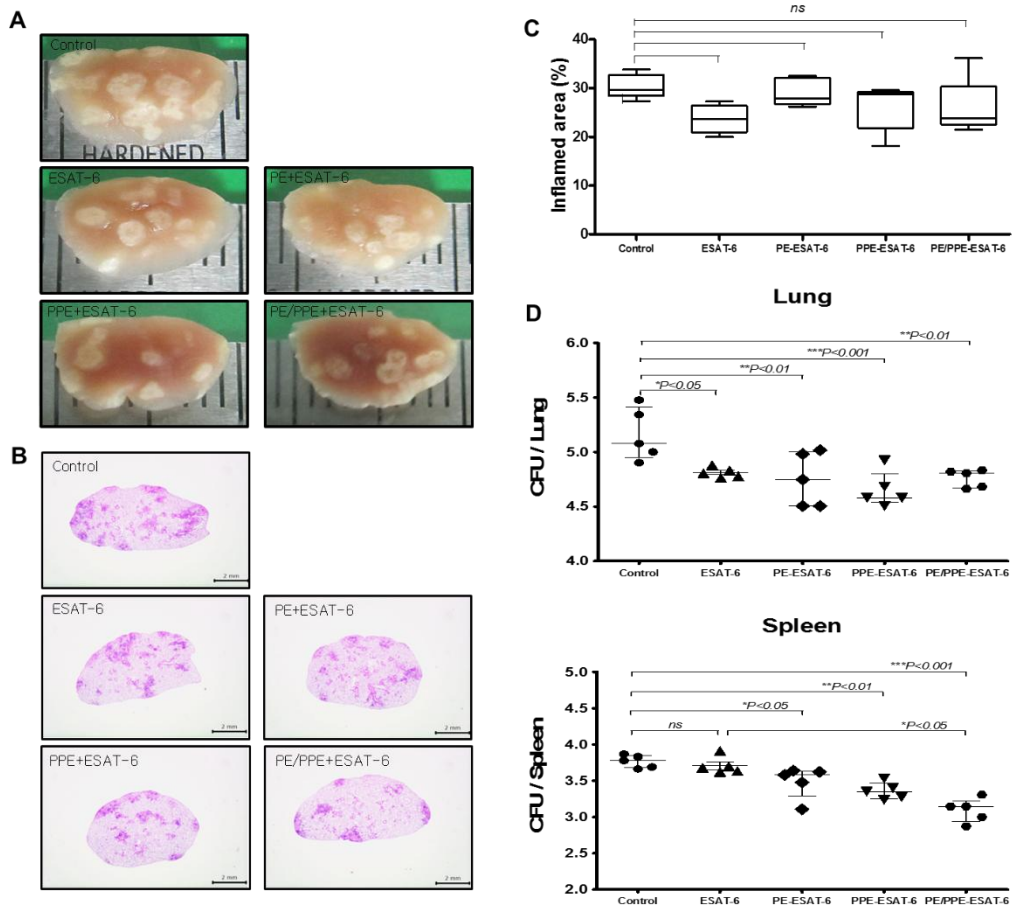 A
Control
HARDENED
ESAT-6
PE+ESAT-6
PPE+ESAT-6
PE/PPE+ESAT-6
B
Control
2 mm
ESAT-6
2 mm
PE+ESAT-6
2 mm
PPE+ESAT-6
2 mm
PE/PPE+ESAT-6
2 mm
C
ns
Inflamed area (%)
40
30
20
10
0
Control ESAT-6 PE-ESAT-6 PPE-ESAT-6 PE/PPE-ESAT-6
D
Lung
**P<0.01
***P<0.001
**P<0.01
*P<0.05
CFU / Lung
6.0
5.5
5.0
4.5
4.0
Control ESAT-6 PE-ESAT-6 PPE-ESAT-6 PE/PPE-ESAT-6
Spleen
***P<0.001
**P<0.01
*P<0.05
ns
*P<0.05
CFU / Spleen
5.0
4.5
4.0
3.5
3.0
2.5
2.0
Control ESAT-6 PE-ESAT-6 PPE-ESAT-6 PE/PPE-ESAT-6